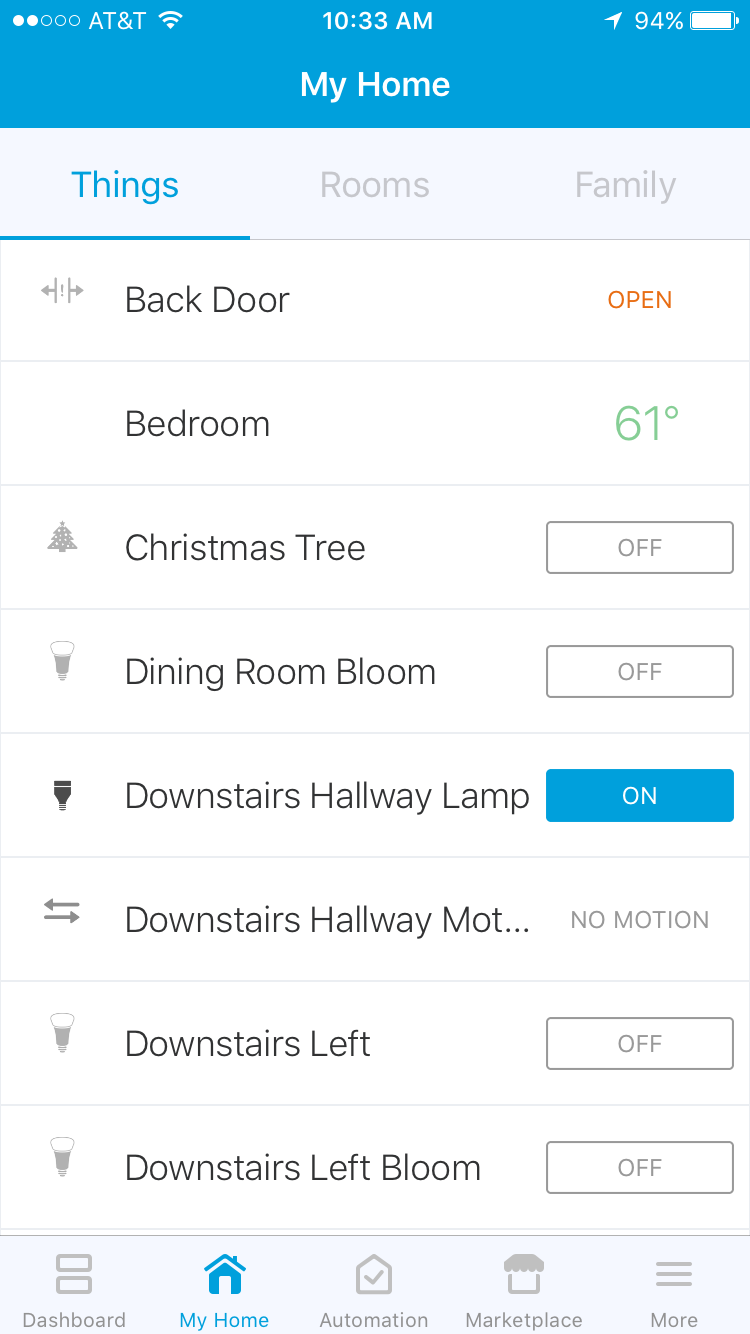 AT&T 10:33 AM 94%
My Home
Things Rooms Family
Back Door OPEN
Bedroom 61°
Christmas Tree OFF
Dining Room Bloom OFF
Downstairs Hallway Lamp ON
Downstairs Hallway Mot... NO MOTION
Downstairs Left OFF
Downstairs Left Bloom OFF
Dashboard My Home Automation Marketplace More